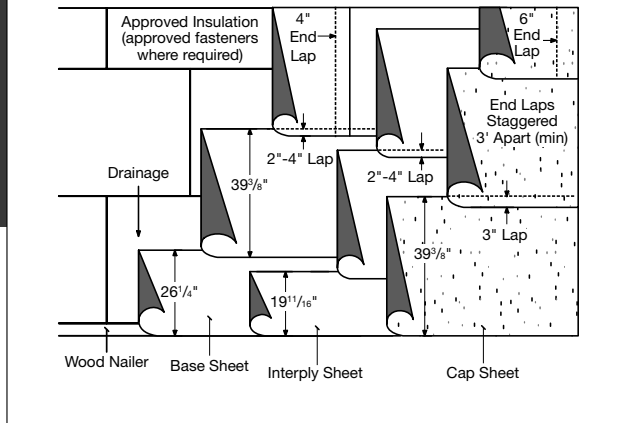 Approved Insulation
(approved fasteners
where required)
4"
End
Lap
6"
End
Lap
End Laps
Staggered
3' Apart (min)
2"-4" Lap
2"-4" Lap
Drainage
39³/₈"
3" Lap
39³/₈"
26¹/₄"
19¹¹/₁₆"
Wood Nailer
Base Sheet
Interply Sheet
Cap Sheet